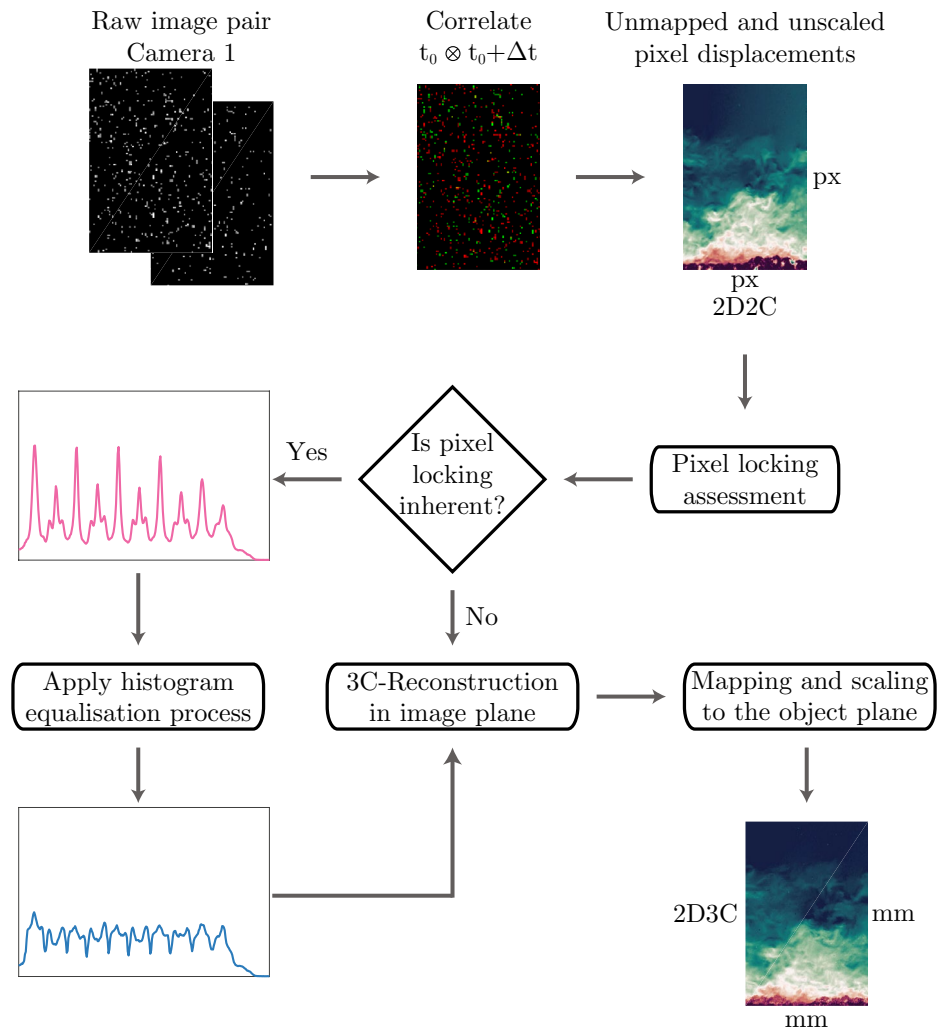 Raw image pair
Camera 1
Correlate
t₀ ⊗ t₀+Δt
Unmapped and unscaled
pixel displacements
px
px
2D2C
Pixel locking
assessment
Is pixel
locking
inherent?
Yes
No
Apply histogram
equalisation process
3C-Reconstruction
in image plane
Mapping and scaling
to the object plane
2D3C
mm
mm